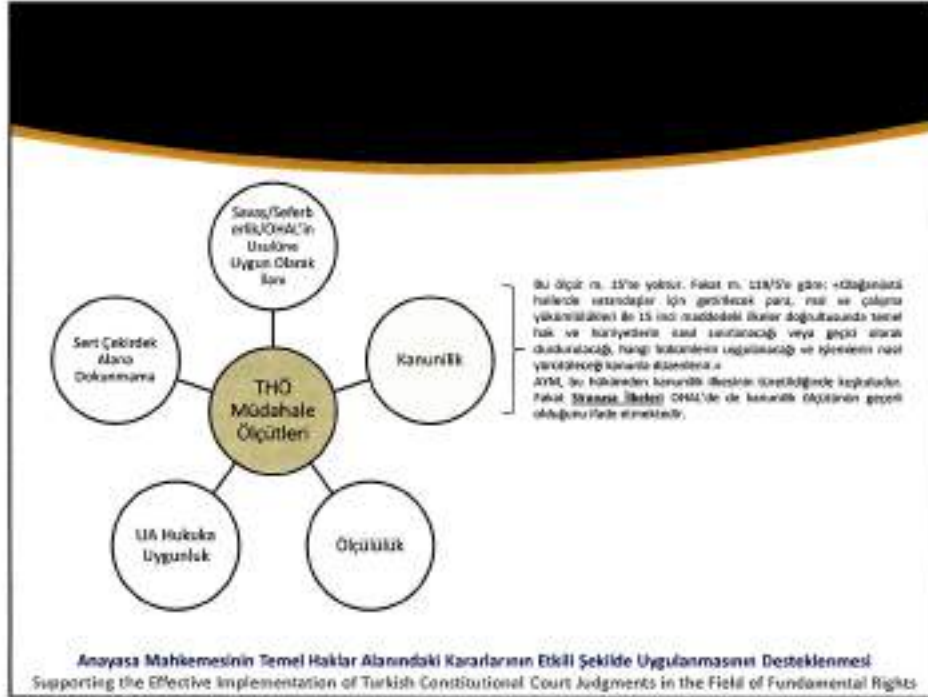 Savaş/Seferb
erlik/OHAL'in
Usulüne
Uygun Olarak
İlanı
Sert Çekirdek
Alana
Dokunmama
THÖ
Müdahale
Ölçütleri
Kanunilik
UA Hukuka
Uygunluk
Ölçülülük
Bu ölçüt m. 15'te yoktur. Fakat m. 119/5'e göre: «Olağanüstü
hallerde vatandaşlar için getirilecek para, mal ve çalışma
yükümlülükleri ile 15 inci maddedeki ilkeler doğrultusunda temel
hak ve hürriyetlerin nasıl sınırlanacağı veya geçici olarak
durdurulacağı, hangi hükümlerin uygulanacağı ve işlemlerin nasıl
yürütüleceği kanunla düzenlenir.»
AYM, bu hükümden kanunilik ilkesinin türetildiğinde kuşkuludur.
Fakat Siracusa İlkeleri OHAL'de de kanunilik ölçütünün geçerli
olduğunu ifade etmektedir.
Anayasa Mahkemesinin Temel Haklar Alanındaki Kararlarının Etkili Şekilde Uygulanmasının Desteklenmesi
Supporting the Effective Implementation of Turkish Constitutional Court Judgments in the Field of Fundamental Rights